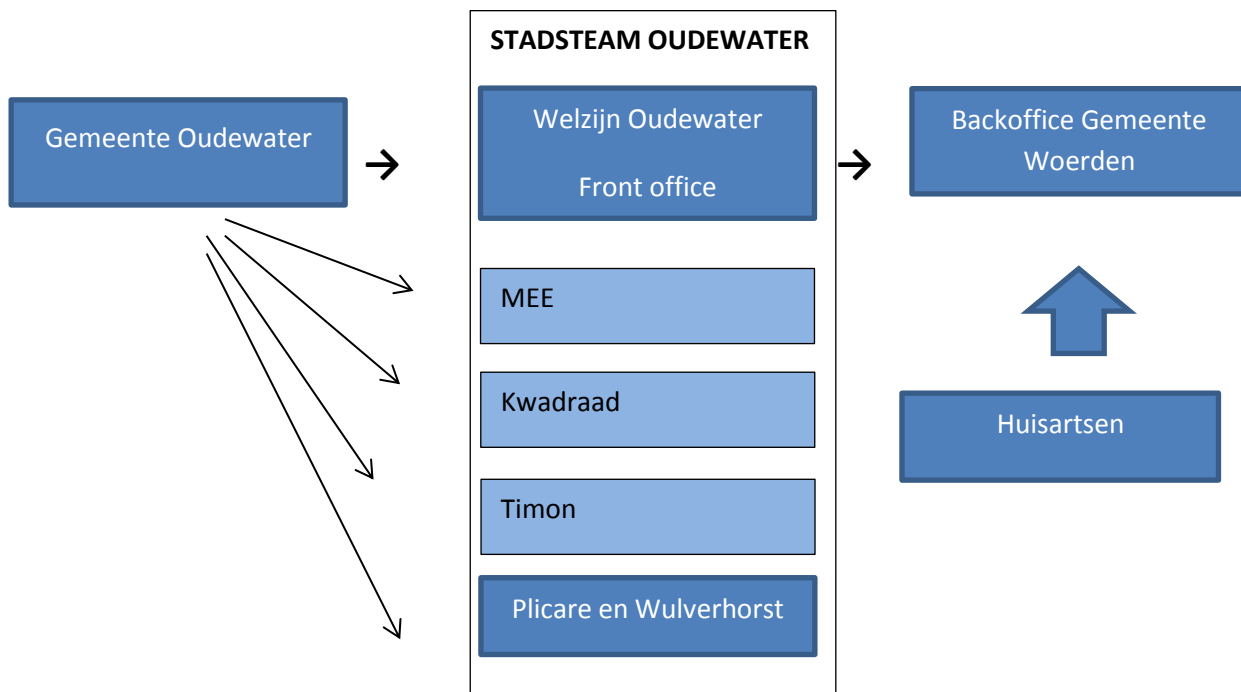 STADSTEAM OUDEWATER
Gemeente Oudewater
Welzijn Oudewater
Front office
Backoffice Gemeente
Woerden
MEE
Kwadraad
Huisartsen
Timon
Plicare en Wulverhorst